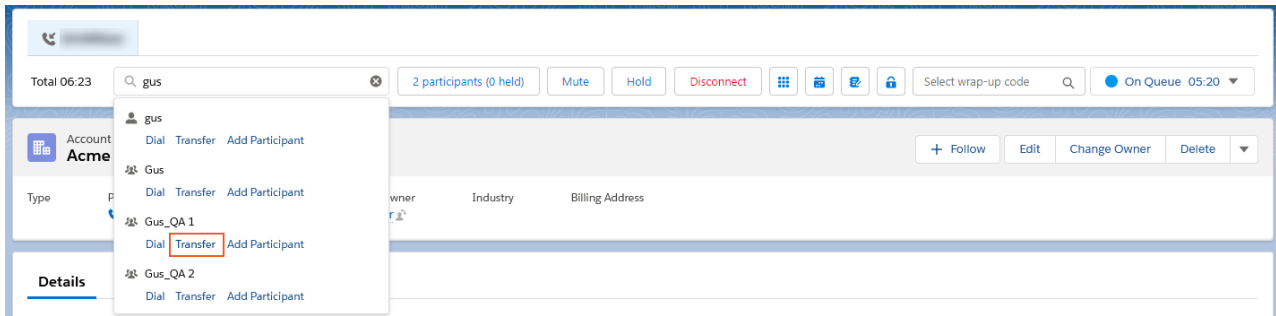 Total 06:23 gus 2 participants (0 held) Mute Hold Disconnect Select wrap-up code On Queue 05:20
gus
Dial Transfer Add Participant
Gus
Dial Transfer Add Participant
Gus_QA 1
Dial Transfer Add Participant
Gus_QA 2
Dial Transfer Add Participant
Account
Acme
+ Follow Edit Change Owner Delete
Type P wner Industry Billing Address
r
Details